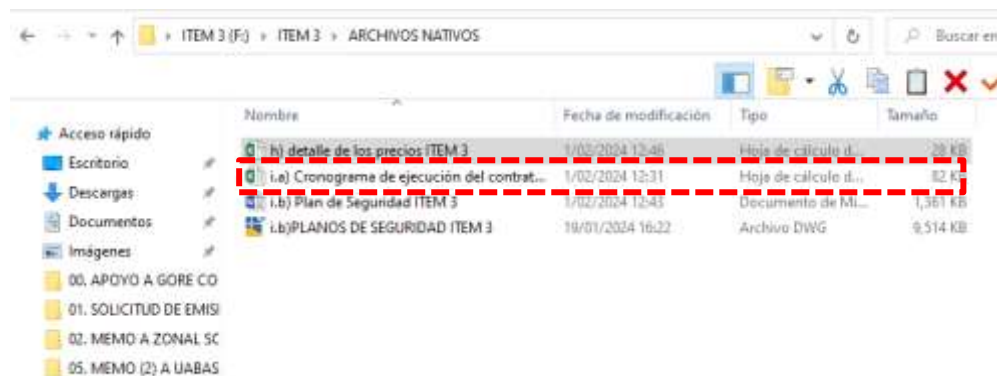 ITEM 3 (F:) › ITEM 3 › ARCHIVOS NATIVOS
Buscar en
Nombre Fecha de modificación Tipo Tamaño
Acceso rápido
Escritorio
Descargas
Documentos
Imágenes
00. APOYO A GORE CO
01. SOLICITUD DE EMISI
02. MEMO A ZONAL SC
05. MEMO (2) A UABAS
h) detalle de los precios ITEM 3 1/02/2024 12:46 Hoja de cálculo d... 28 KB
i.a) Cronograma de ejecución del contrat... 1/02/2024 12:31 Hoja de cálculo d... 82 KB
i.b) Plan de Seguridad ITEM 3 1/02/2024 12:43 Documento de Mi... 1,361 KB
i.b)PLANOS DE SEGURIDAD ITEM 3 19/01/2024 16:22 Archivo DWG 9,514 KB